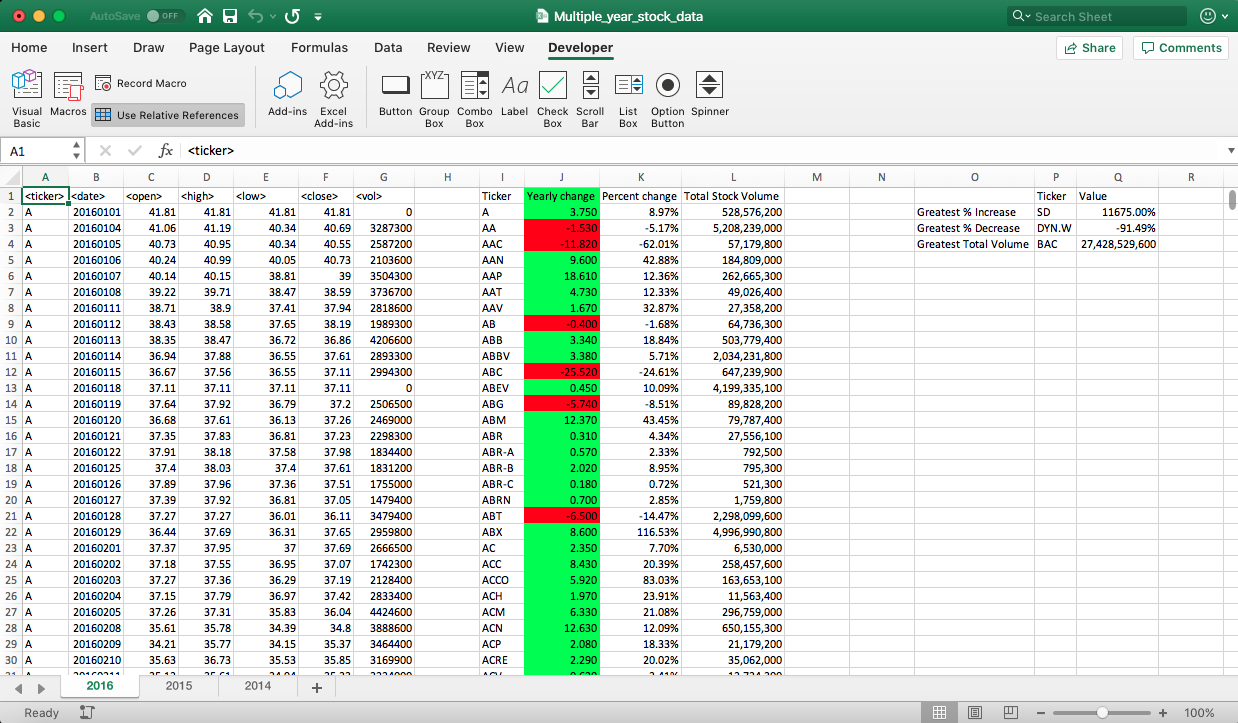 AutoSave OFF Multiple_year_stock_data Search Sheet
Home Insert Draw Page Layout Formulas Data Review View Developer Share Comments
Visual Basic Macros Record Macro Use Relative References Add-ins Excel Add-ins Button XYZ Group Box Combo Box Aa Label Check Box Scroll Bar List Box Option Button Spinner
A1 fx <ticker>
A B C D E F G H I J K L M N O P Q R
1 <ticker> <date> <open> <high> <low> <close> <vol> Ticker Yearly change Percent change Total Stock Volume Ticker Value
2 A 20160101 41.81 41.81 41.81 41.81 0 A 3.750 8.97% 528,576,200 Greatest % Increase SD 11675.00%
3 A 20160104 41.06 41.19 40.34 40.69 3287300 AA -1.530 -5.17% 5,208,239,000 Greatest % Decrease DYN.W -91.49%
4 A 20160105 40.73 40.95 40.34 40.55 2587200 AAC -11.820 -62.01% 57,179,800 Greatest Total Volume BAC 27,428,529,600
5 A 20160106 40.24 40.99 40.05 40.73 2103600 AAN 9.600 42.88% 184,809,000
6 A 20160107 40.14 40.15 38.81 39 3504300 AAP 18.610 12.36% 262,665,300
7 A 20160108 39.22 39.71 38.47 38.59 3736700 AAT 4.730 12.33% 49,026,400
8 A 20160111 38.71 38.9 37.41 37.94 2818600 AAV 1.670 32.87% 27,358,200
9 A 20160112 38.43 38.58 37.65 38.19 1989300 AB -0.400 -1.68% 64,736,300
10 A 20160113 38.35 38.47 36.72 36.86 4206600 ABB 3.340 18.84% 503,779,400
11 A 20160114 36.94 37.88 36.55 37.61 2893300 ABBV 3.380 5.71% 2,034,231,800
12 A 20160115 36.67 37.56 36.55 37.11 2994300 ABC -25.520 -24.61% 647,239,900
13 A 20160118 37.11 37.11 37.11 37.11 0 ABEV 0.450 10.09% 4,199,335,100
14 A 20160119 37.64 37.92 36.79 37.2 2506500 ABG -5.740 -8.51% 89,828,200
15 A 20160120 36.68 37.61 36.13 37.26 2469000 ABM 12.370 43.45% 79,787,400
16 A 20160121 37.35 37.83 36.81 37.23 2298300 ABR 0.310 4.34% 27,556,100
17 A 20160122 37.91 38.18 37.58 37.98 1834400 ABR-A 0.570 2.33% 792,500
18 A 20160125 37.4 38.03 37.4 37.61 1831200 ABR-B 2.020 8.95% 795,300
19 A 20160126 37.89 37.96 37.36 37.51 1755000 ABR-C 0.180 0.72% 521,300
20 A 20160127 37.39 37.92 36.81 37.05 1479400 ABRN 0.700 2.85% 1,759,800
21 A 20160128 37.27 37.27 36.01 36.11 3479400 ABT -6.500 -14.47% 2,298,099,600
22 A 20160129 36.44 37.69 36.31 37.65 2959800 ABX 8.600 116.53% 4,996,990,800
23 A 20160201 37.37 37.95 37 37.69 2666500 AC 2.350 7.70% 6,530,000
24 A 20160202 37.18 37.55 36.95 37.07 1742300 ACC 8.430 20.39% 258,457,600
25 A 20160203 37.27 37.36 36.29 37.19 2128400 ACCO 5.920 83.03% 163,653,100
26 A 20160204 37.15 37.79 36.97 37.42 2833400 ACH 1.970 23.91% 11,563,400
27 A 20160205 37.26 37.31 35.83 36.04 4424600 ACM 6.330 21.08% 296,759,000
28 A 20160208 35.61 35.78 34.39 34.8 3888600 ACN 12.630 12.09% 650,155,300
29 A 20160209 34.21 35.77 34.15 35.37 3464400 ACP 2.080 18.33% 21,179,200
30 A 20160210 35.63 36.73 35.53 35.85 3169900 ACRE 2.290 20.02% 35,062,000
2016 2015 2014 +
Ready 100%